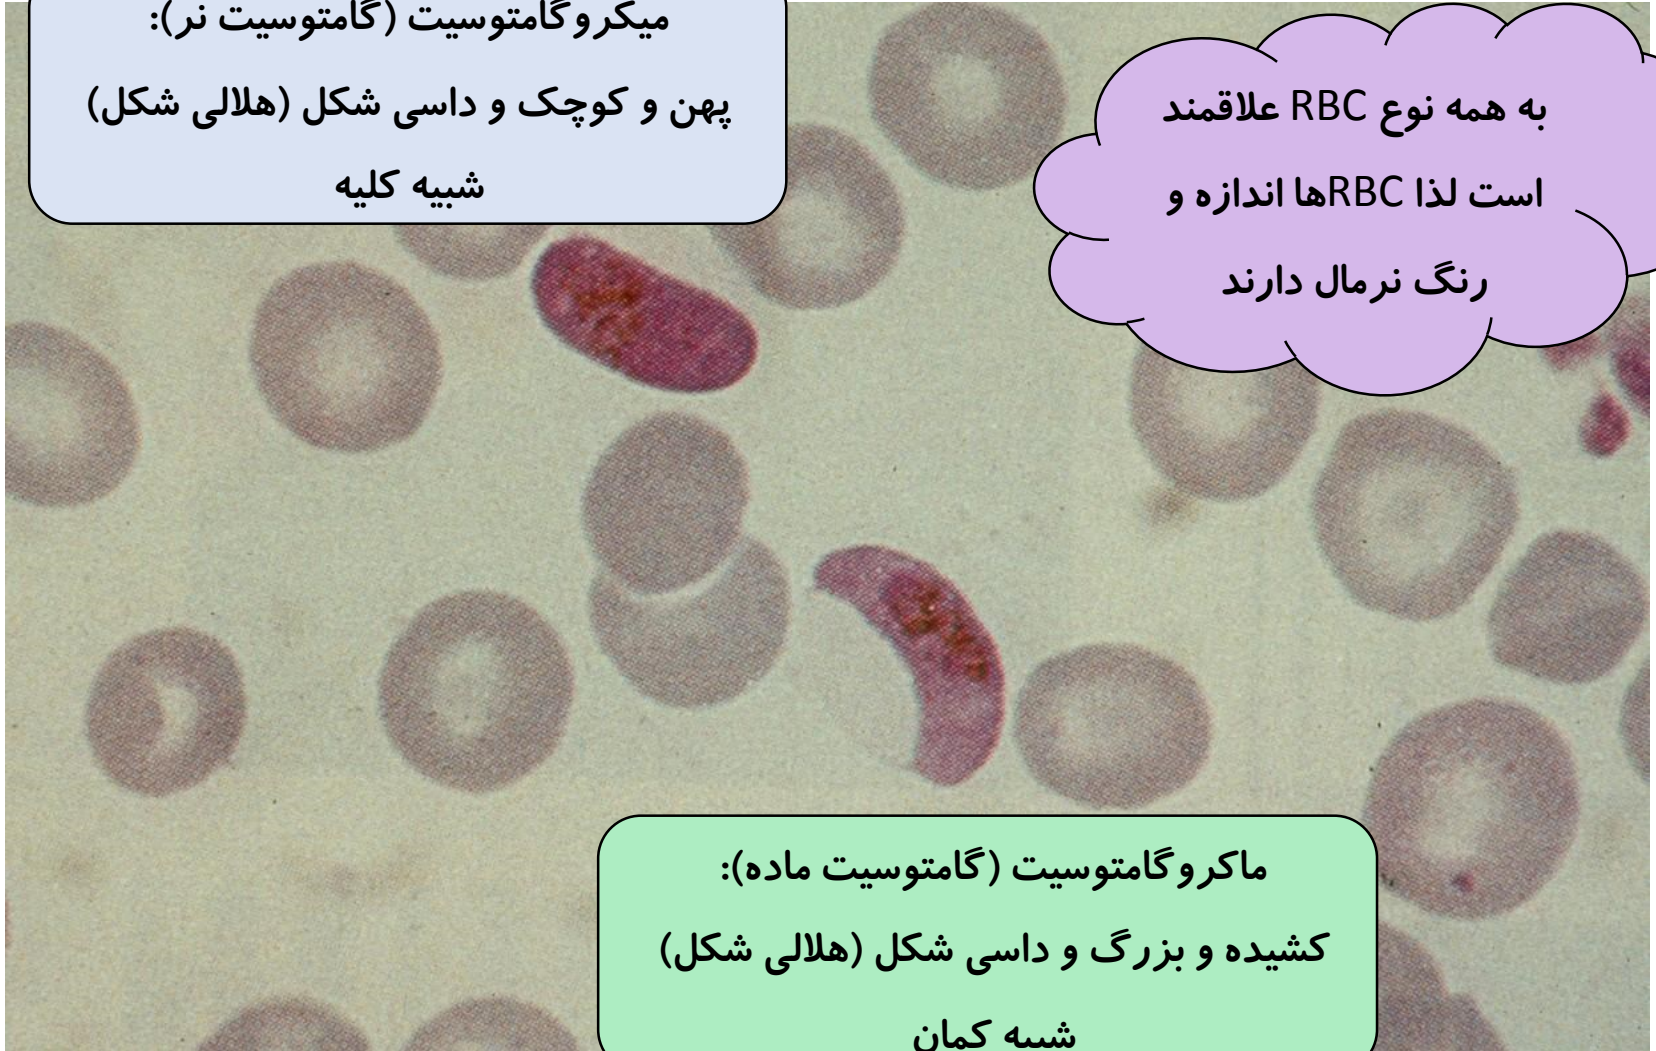 میکروگامتوسیت (گامتوسیت نر):
پهن و کوچک و داسی شکل (هلالی شکل)
شبیه کلیه
به همه نوع RBC علاقمند
است لذا RBCها اندازه و
رنگ نرمال دارند
ماکروگامتوسیت (گامتوسیت ماده):
کشیده و بزرگ و داسی شکل (هلالی شکل)
شبیه کمان